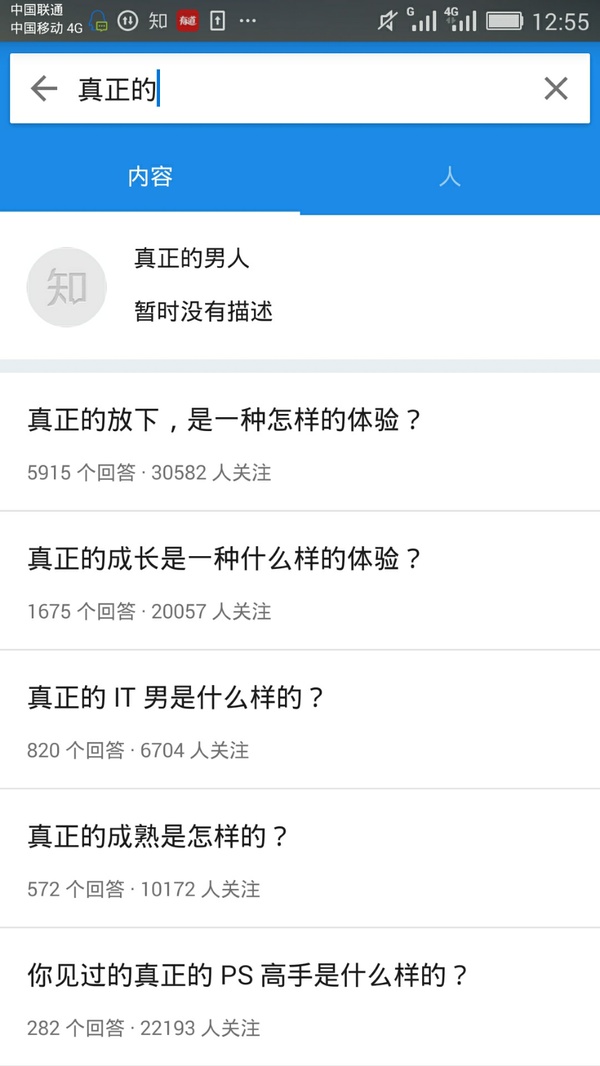 中国联通
中国移动 4G
知
有道
G
4G
12:55
真正的
内容
人
知
真正的男人
暂时没有描述
真正的放下，是一种怎样的体验？
5915 个回答 · 30582 人关注
真正的成长是一种什么样的体验？
1675 个回答 · 20057 人关注
真正的 IT 男是什么样的？
820 个回答 · 6704 人关注
真正的成熟是怎样的？
572 个回答 · 10172 人关注
你见过的真正的 PS 高手是什么样的？
282 个回答 · 22193 人关注